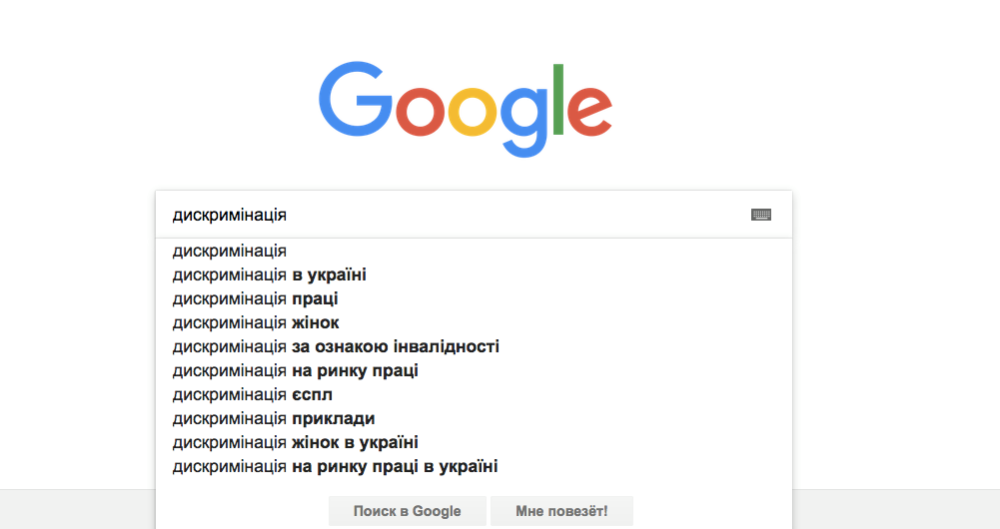 Google
дискримінація
дискримінація
дискримінація в україні
дискримінація праці
дискримінація жінок
дискримінація за ознакою інвалідності
дискримінація на ринку праці
дискримінація єспл
дискримінація приклади
дискримінація жінок в україні
дискримінація на ринку праці в україні
Поиск в Google Мне повезёт!